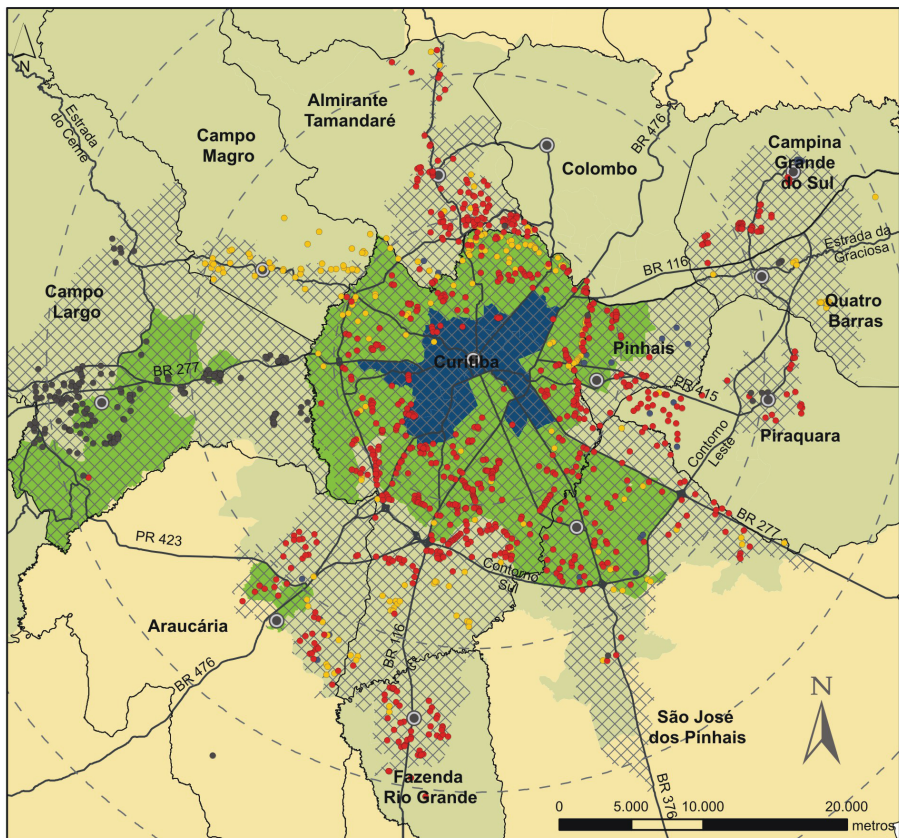 N
Estrada
do Cerne
Almirante
Tamandaré
Campo
Magro
BR 476
Colombo
Campina
Grande
do Sul
Estrada da
Graciosa
BR 116
Campo
Largo
Quatro
Barras
Pinhais
Curitiba
BR 277
PR 415
Piraquara
Contorno
Leste
BR 277
PR 423
Contorno
Sul
Araucária
BR 116
BR 476
N
São José
dos Pinhais
Fazenda
Rio Grande
BR 376
0 5.000 10.000 20.000
metros